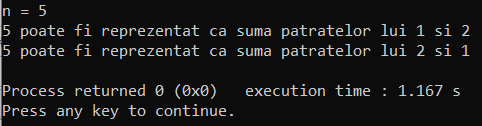 n = 5
5 poate fi reprezentat ca suma patratelor lui 1 si 2
5 poate fi reprezentat ca suma patratelor lui 2 si 1
Process returned 0 (0x0)   execution time : 1.167 s
Press any key to continue.